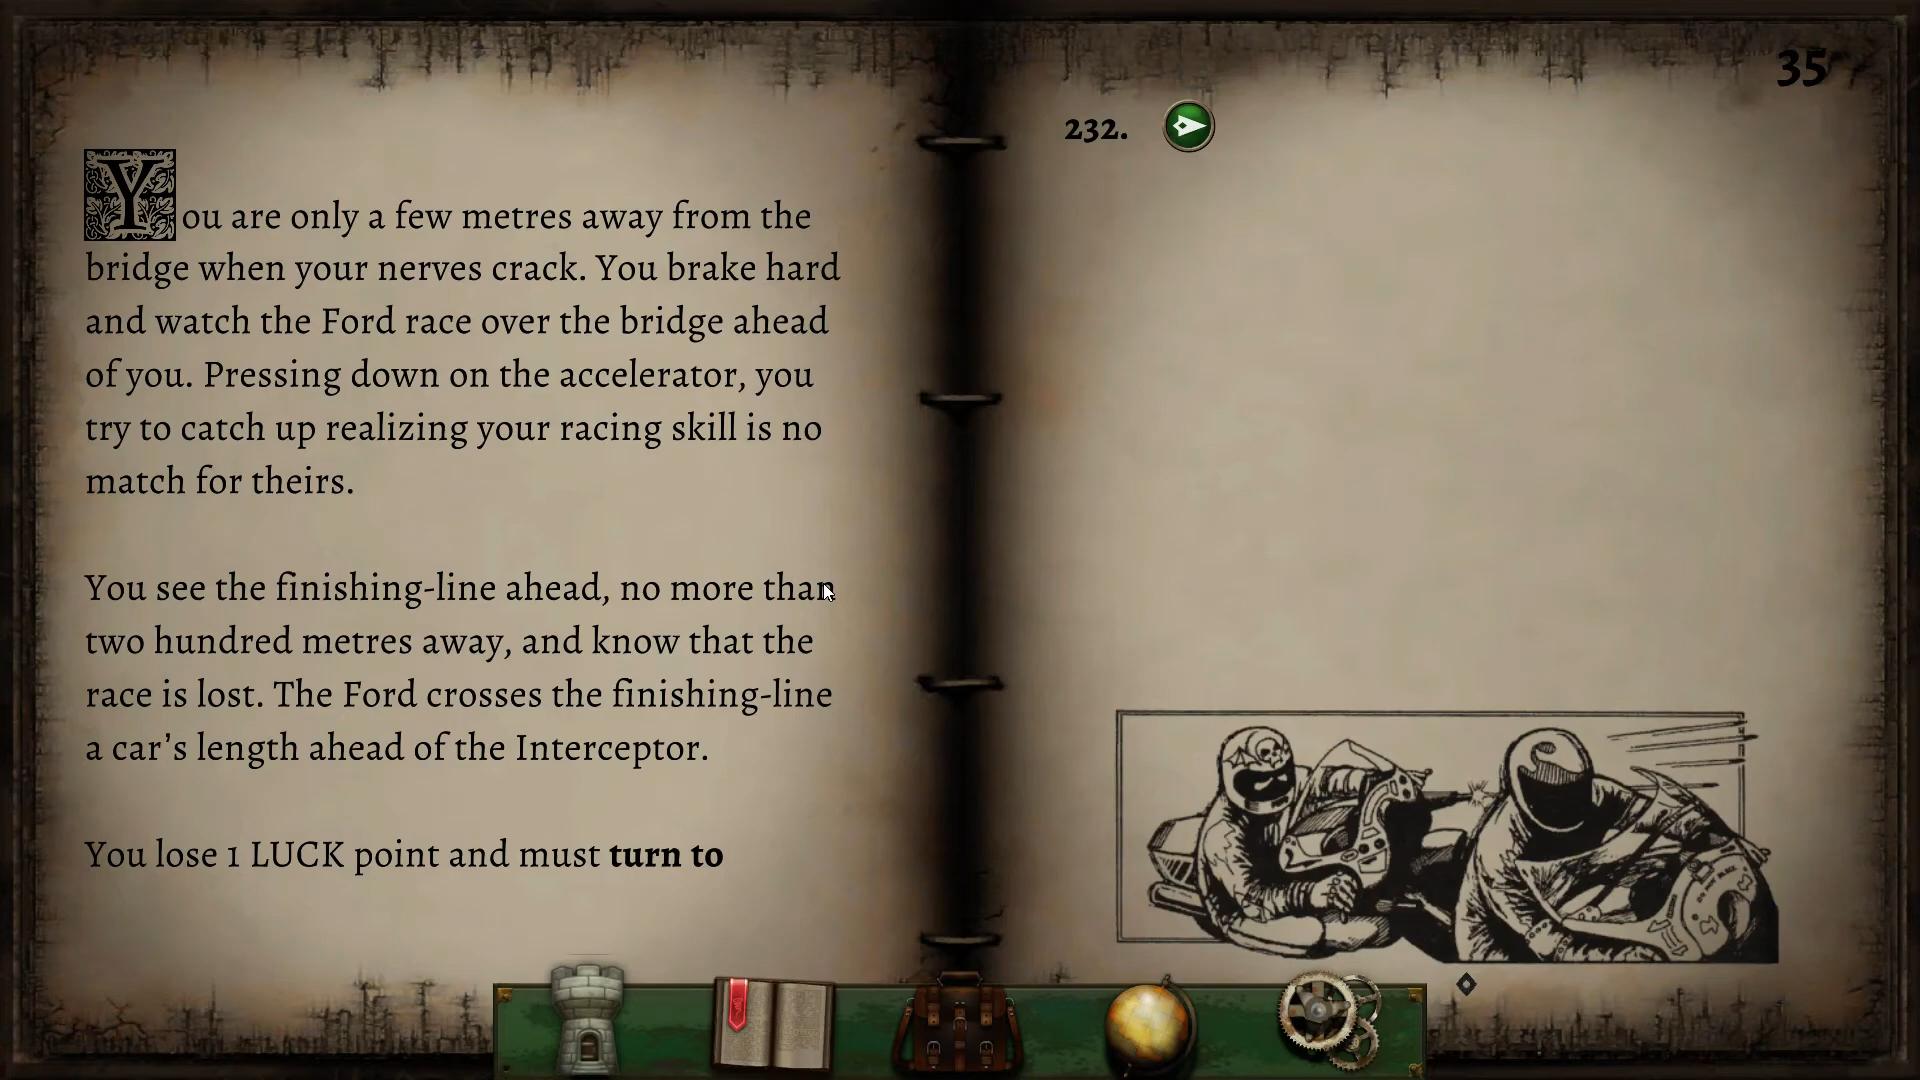 35
You are only a few metres away from the
bridge when your nerves crack. You brake hard
and watch the Ford race over the bridge ahead
of you. Pressing down on the accelerator, you
try to catch up realizing your racing skill is no
match for theirs.
You see the finishing-line ahead, no more than
two hundred metres away, and know that the
race is lost. The Ford crosses the finishing-line
a car’s length ahead of the Interceptor.
You lose 1 LUCK point and must turn to
232.